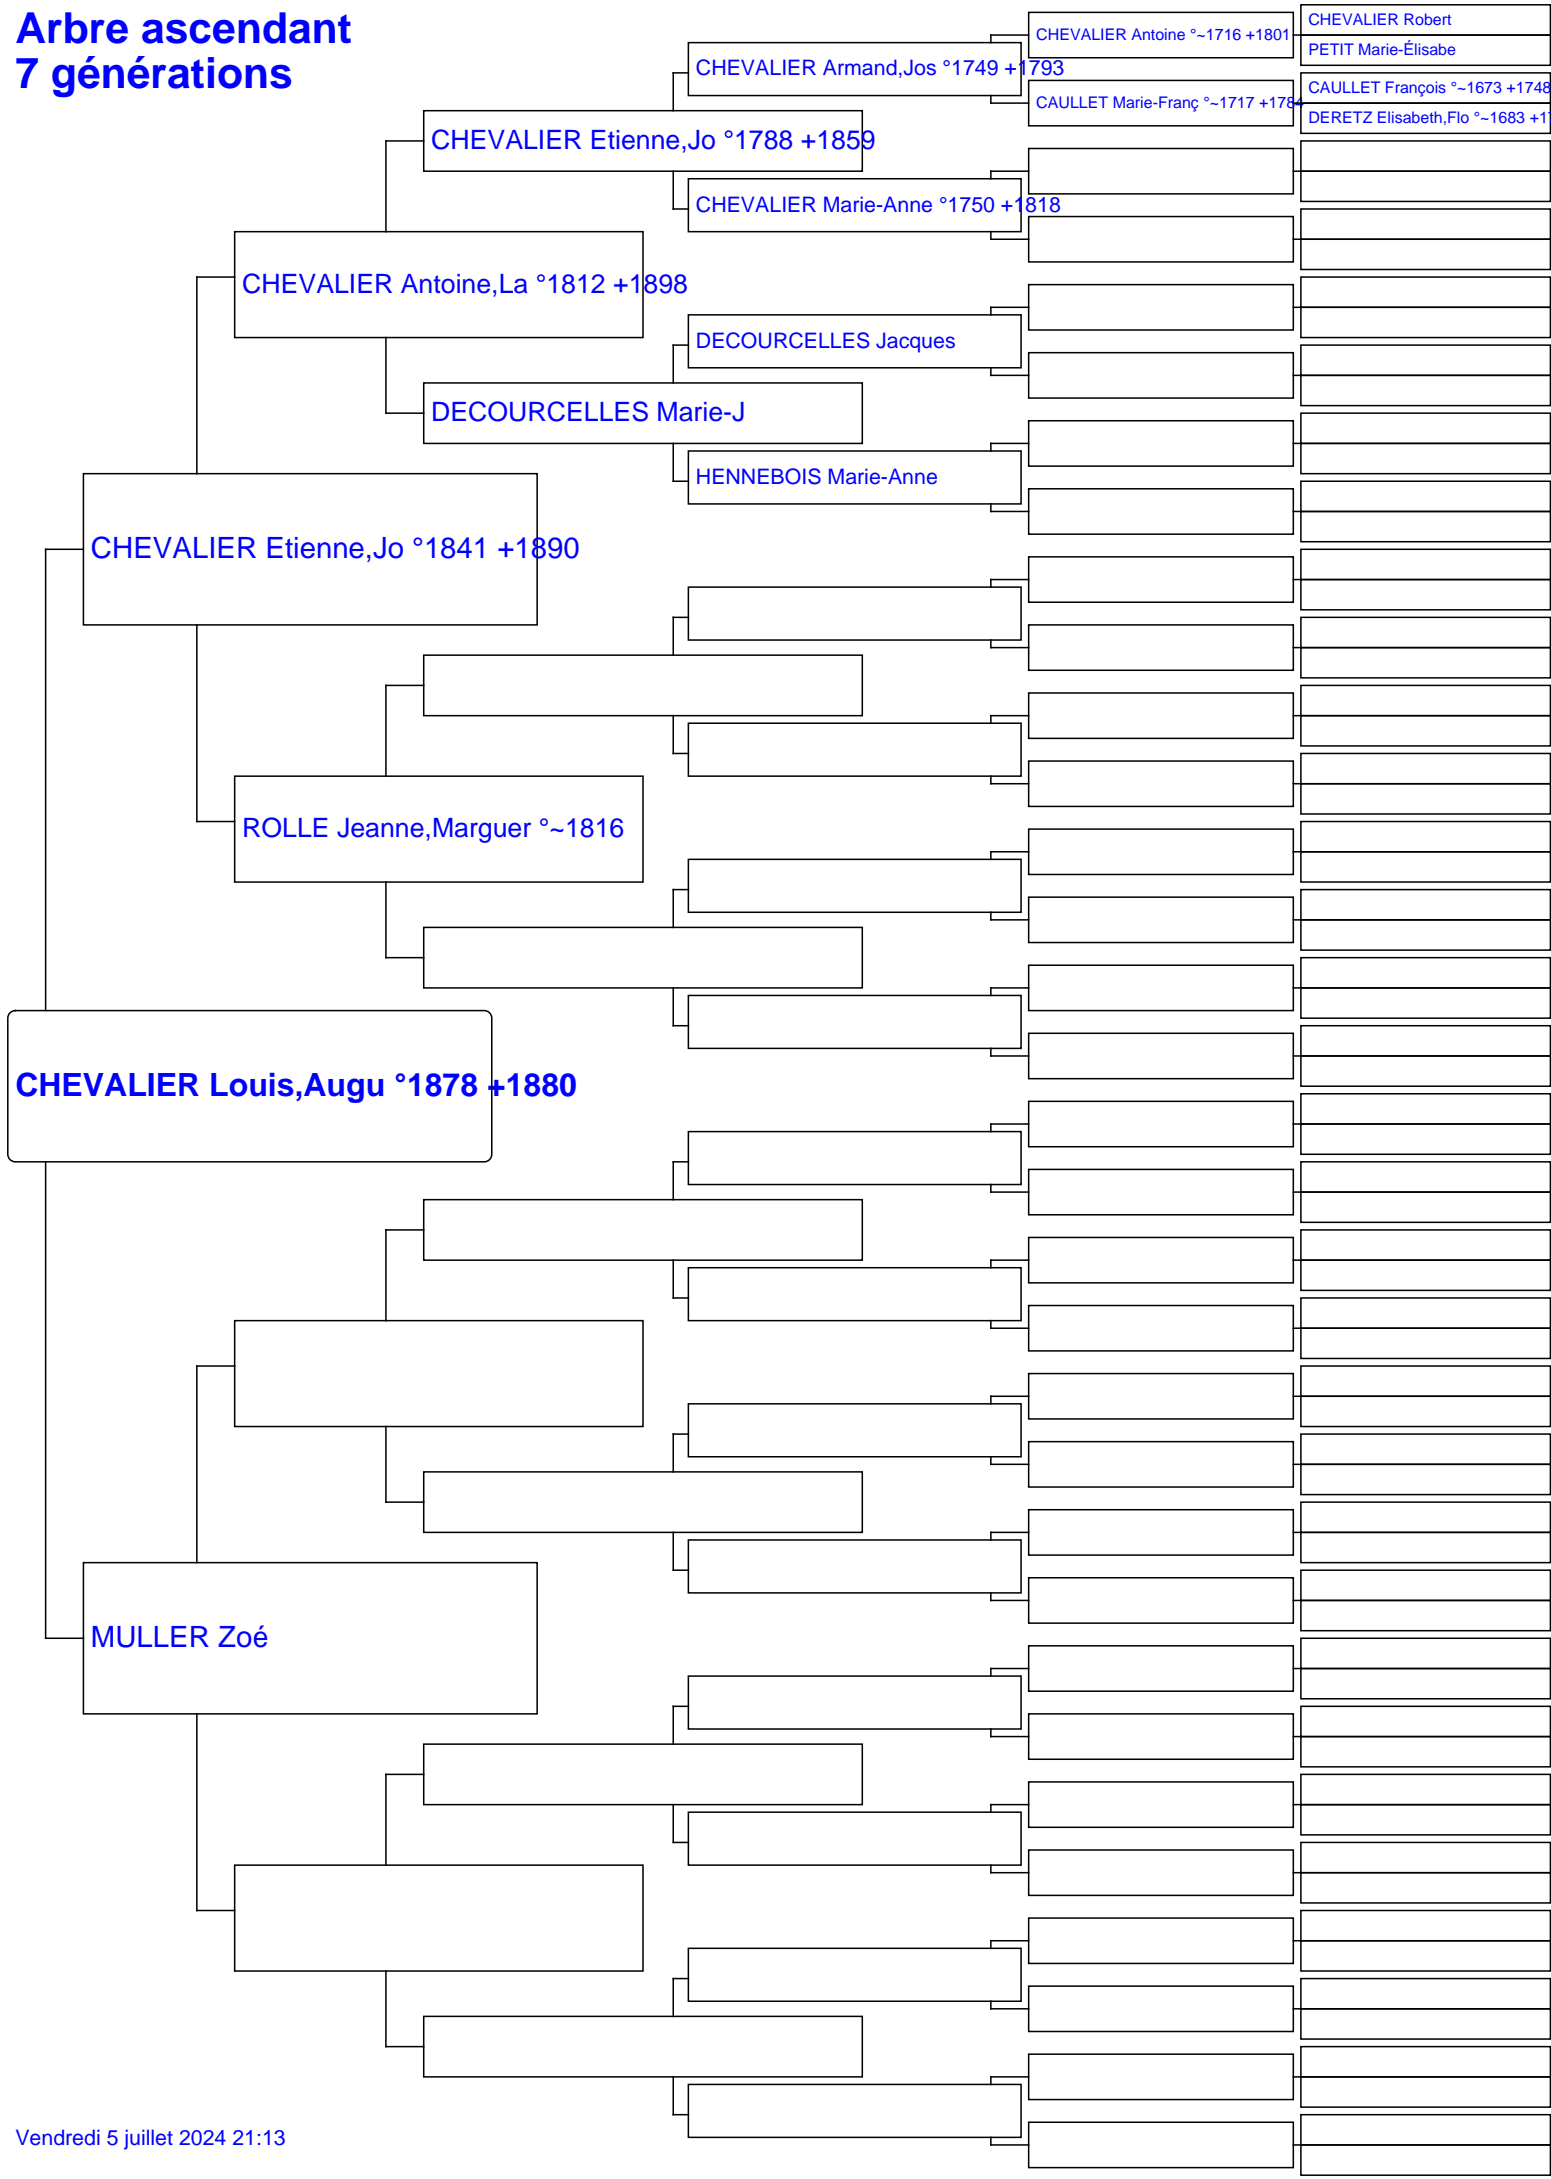 Arbre ascendant
7 générations
CHEVALIER Robert
CHEVALIER Antoine °~1716 +1801
PETIT Marie-Élisabe
CHEVALIER Armand,Jos °1749 +1793
CAULLET François °~1673 +1748
CAULLET Marie-Franç °~1717 +1784
DERETZ Elisabeth,Flo °~1683 +1
CHEVALIER Etienne,Jo °1788 +1859
CHEVALIER Marie-Anne °1750 +1818
CHEVALIER Antoine,La °1812 +1898
DECOURCELLES Jacques
DECOURCELLES Marie-J
HENNEBOIS Marie-Anne
CHEVALIER Etienne,Jo °1841 +1890
ROLLE Jeanne,Marguer °~1816
CHEVALIER Louis,Augu °1878 +1880
MULLER Zoé
Vendredi 5 juillet 2024 21:13